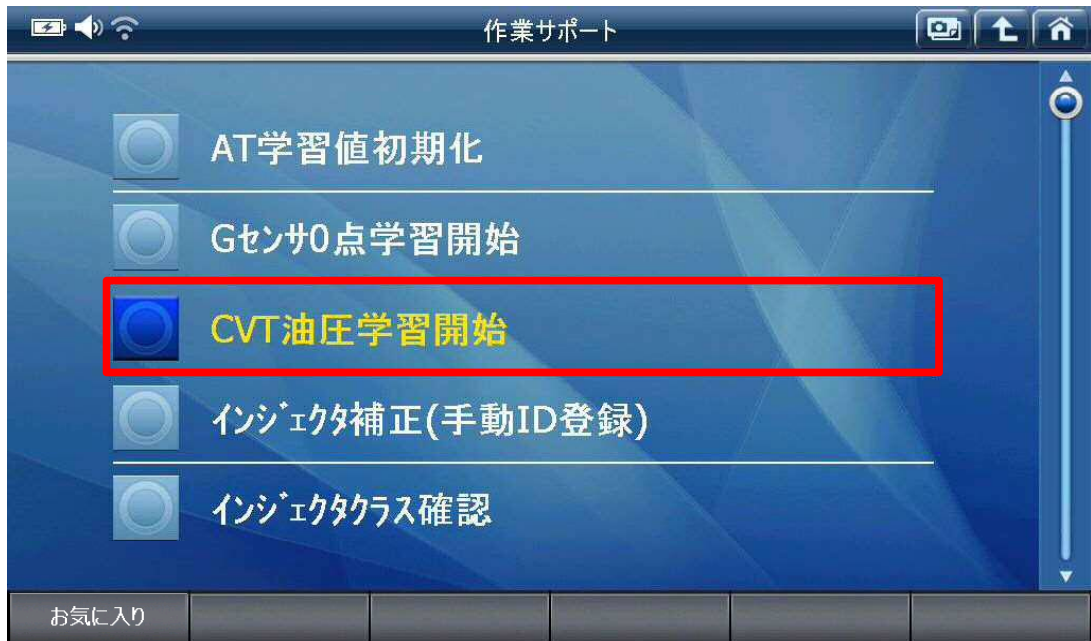 作業サポート
AT学習値初期化
Gｾﾝｻ0点学習開始
CVT油圧学習開始
ｲﾝｼﾞｪｸﾀ補正(手動ID登録)
ｲﾝｼﾞｪｸﾀｸﾗｽ確認
お気に入り